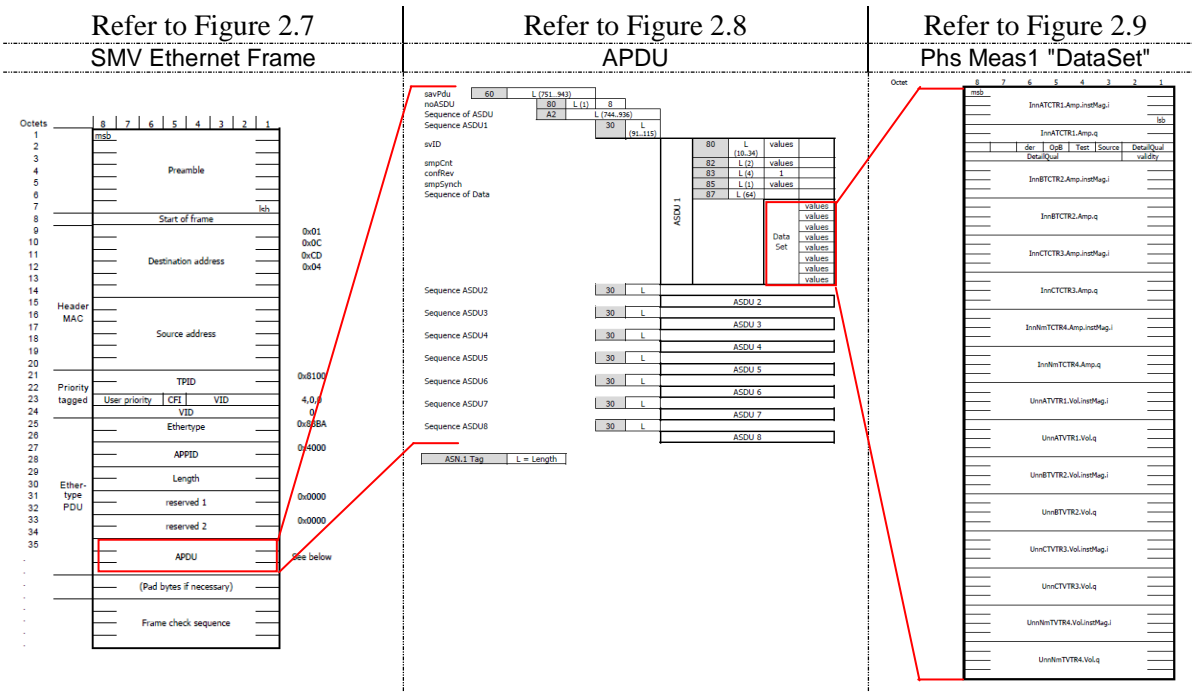 Refer to Figure 2.7
SMV Ethernet Frame
Octets
8 7 6 5 4 3 2 1
1 msb
2
3
4 Preamble
5
6
7 lsb
8 Start of frame
9 0x01
10 0x0C
11 Destination address 0xCD
12 0x04
13
14
15
16
17 Source address
18
19
20
Header
MAC
21 TPID 0x8100
22
23 User priority CFI VID 4,0,0
24 VID 0
Priority
tagged
25 Ethertype 0x88BA
26
27 APPID 0x4000
28
29 Length
30
31 reserved 1 0x0000
32
33 reserved 2 0x0000
34
35
Ether-
type
PDU
APDU See below
(Pad bytes if necessary)
Frame check sequence
Refer to Figure 2.8
APDU
savPdu 60 L (751..943)
noASDU 80 L (1) 8
Sequence of ASDU A2 L (744..936)
Sequence ASDU1 30 L
(91..115)
svID 80 L values
(10..34)
smpCnt 82 L (2) values
confRev 83 L (4) 1
smpSynch 85 L (1) values
Sequence of Data 87 L (64)
ASDU 1
Data
Set
values
values
values
values
values
values
values
values
Sequence ASDU2 30 L
ASDU 2
Sequence ASDU3 30 L
ASDU 3
Sequence ASDU4 30 L
ASDU 4
Sequence ASDU5 30 L
ASDU 5
Sequence ASDU6 30 L
ASDU 6
Sequence ASDU7 30 L
ASDU 7
Sequence ASDU8 30 L
ASDU 8
ASN.1 Tag L = Length
Refer to Figure 2.9
Phs Meas1 "DataSet"
Octet 8 7 6 5 4 3 2 1
msb
InnATCTR1.Amp.instMag.i
lsb
InnATCTR1.Amp.q
der OpB Test Source DetailQual
DetailQual validity
InnBTCTR2.Amp.instMag.i
InnBTCTR2.Amp.q
InnCTCTR3.Amp.instMag.i
InnCTCTR3.Amp.q
InnNmTCTR4.Amp.instMag.i
InnNmTCTR4.Amp.q
UnnATVTR1.Vol.instMag.i
UnnATVTR1.Vol.q
UnnBTVTR2.Vol.instMag.i
UnnBTVTR2.Vol.q
UnnCTVTR3.Vol.instMag.i
UnnCTVTR3.Vol.q
UnnNmTVTR4.Vol.instMag.i
UnnNmTVTR4.Vol.q